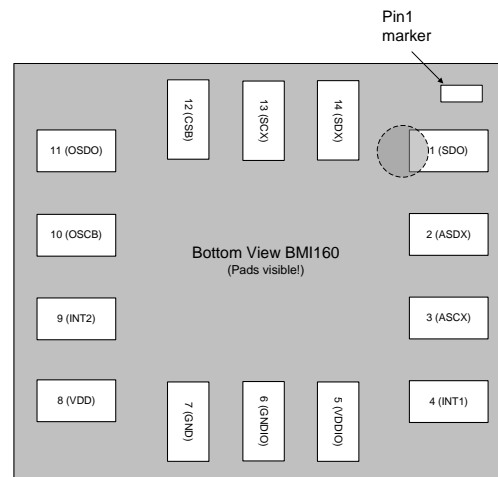 Pin1
marker
12 (CSB)
13 (SCX)
14 (SDX)
11 (OSDO)
1 (SDO)
10 (OSCB)
2 (ASDX)
Bottom View BMI160
(Pads visible!)
9 (INT2)
3 (ASCX)
8 (VDD)
4 (INT1)
7 (GND)
6 (GNDIO)
5 (VDDIO)